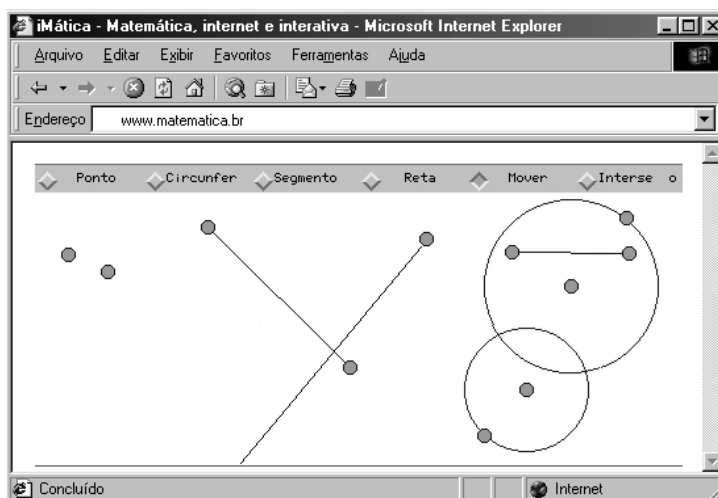 iMática - Matemática, internet e interativa - Microsoft Internet Explorer
Arquivo Editar Exibir Favoritos Ferramentas Ajuda
Endereço www.matematica.br
Ponto Circunfer Segmento Reta Mover Interse o
Concluído Internet